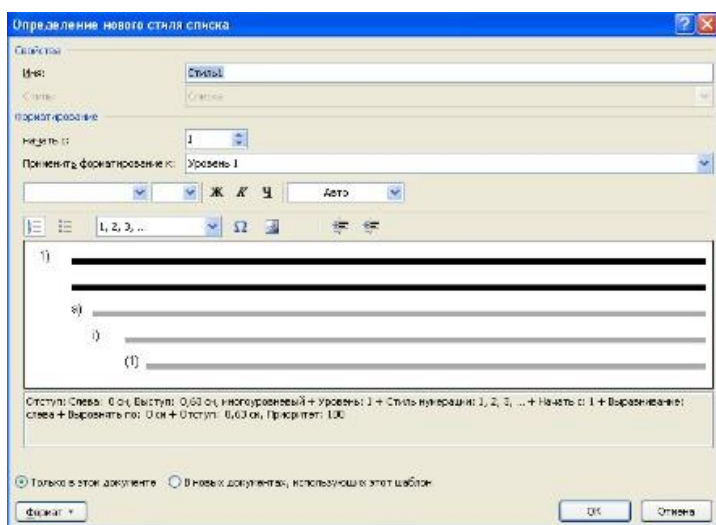 Определение нового стиля списка
Свойства
Имя: Стиль1
Стиль: Списка
Форматирование
Начать с: 1
Применить форматирование к: Уровень 1
Ж К Ч Авто
1, 2, 3, ... Ω
1)
a)
i)
(1)
Отступ: Слева: 0 см, Выступ: 0,63 см, многоуровневый + Уровень: 1 + Стиль нумерации: 1, 2, 3, ... + Начать с: 1 + Выравнивание:
слева + Выровнять по: 0 см + Отступ: 0,63 см, Приоритет: 100
Только в этом документе В новых документах, использующих этот шаблон
Формат OK Отмена